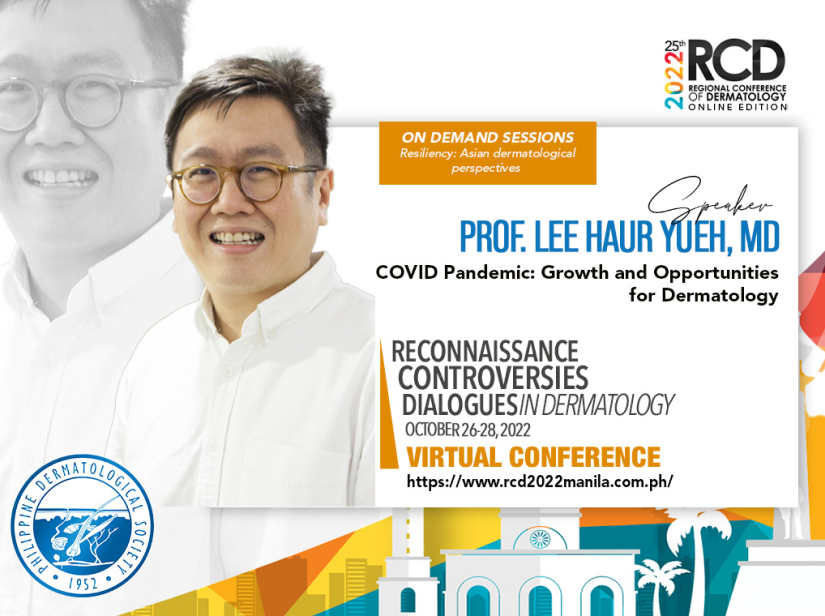 25th
2022
RCD
REGIONAL CONFERENCE
OF DERMATOLOGY
ONLINE EDITION
ON DEMAND SESSIONS
Resiliency: Asian dermatological
perspectives
Speaker
PROF. LEE HAUR YUEH, MD
COVID Pandemic: Growth and Opportunities
for Dermatology
RECONNAISSANCE
CONTROVERSIES
DIALOGUES IN DERMATOLOGY
OCTOBER 26-28, 2022
VIRTUAL CONFERENCE
https://www.rcd2022manila.com.ph/
PHILIPPINE DERMATOLOGICAL SOCIETY
• 1952 •